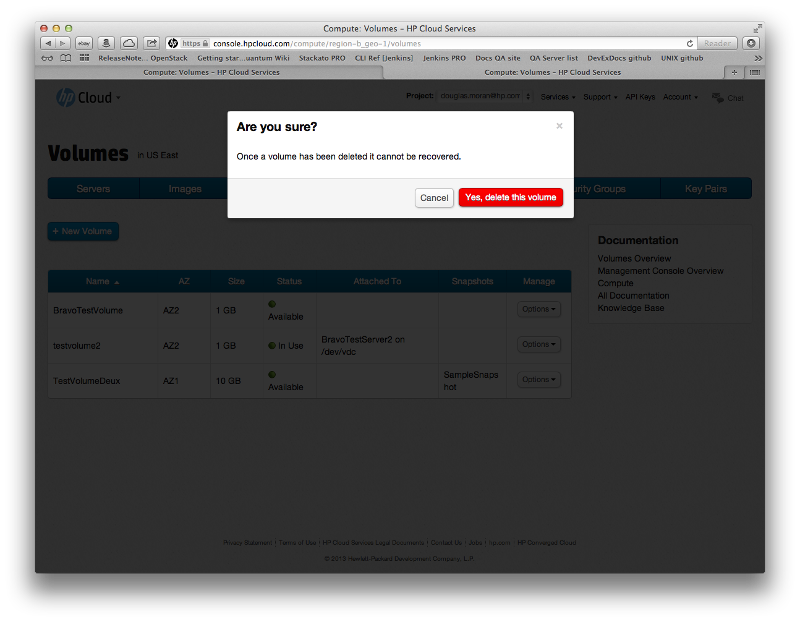 Compute: Volumes – HP Cloud Services
ebay
https console.hpcloud.com/compute/region-b_geo-1/volumes
Reader
ReleaseNote... OpenStack Getting star...uantum Wiki Stackato PRO CLI Ref [Jenkins] Jenkins PRO Docs QA site QA Server list DevExDocs github UNIX github
Compute: Volumes – HP Cloud Services Compute: Volumes – HP Cloud Services
hp Cloud
Project: douglas.moran@hp.com Services Support API Keys Account Chat
Are you sure? ×
Once a volume has been deleted it cannot be recovered.
Cancel Yes, delete this volume
Volumes in US East
Servers Images urity Groups Key Pairs
+ New Volume
Name AZ Size Status Attached To Snapshots Manage
BravoTestVolume AZ2 1 GB Available Options
testvolume2 AZ2 1 GB In Use BravoTestServer2 on
/dev/vdc Options
TestVolumeDeux AZ1 10 GB Available SampleSnaps
hot Options
Documentation
Volumes Overview
Management Console Overview
Compute
All Documentation
Knowledge Base
Privacy Statement | Terms of Use | HP Cloud Services Legal Documents | Contact Us | Jobs | hp.com | HP Converged Cloud
© 2013 Hewlett-Packard Development Company, L.P.